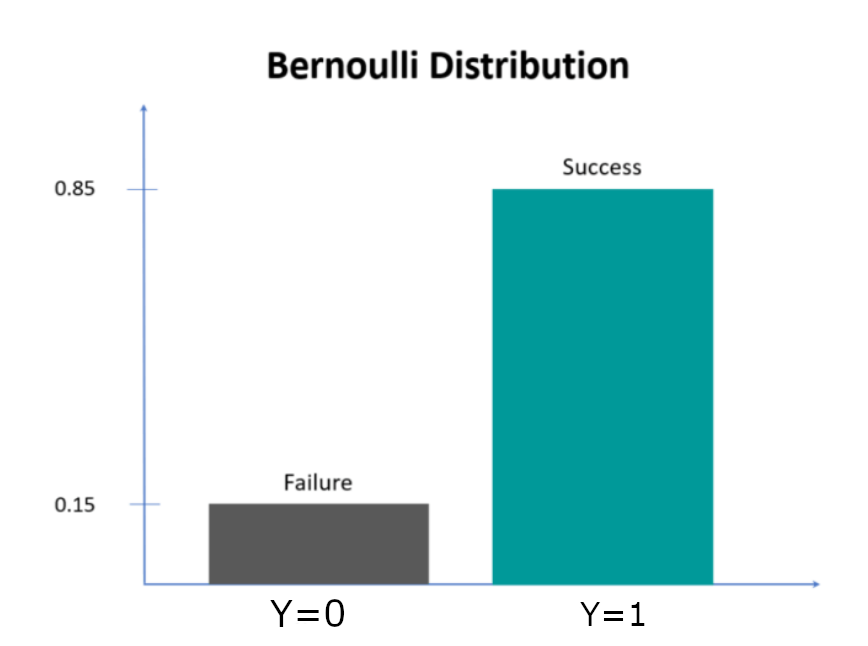 Bernoulli Distribution
Success
0.85
Failure
0.15
Y=0
Y=1